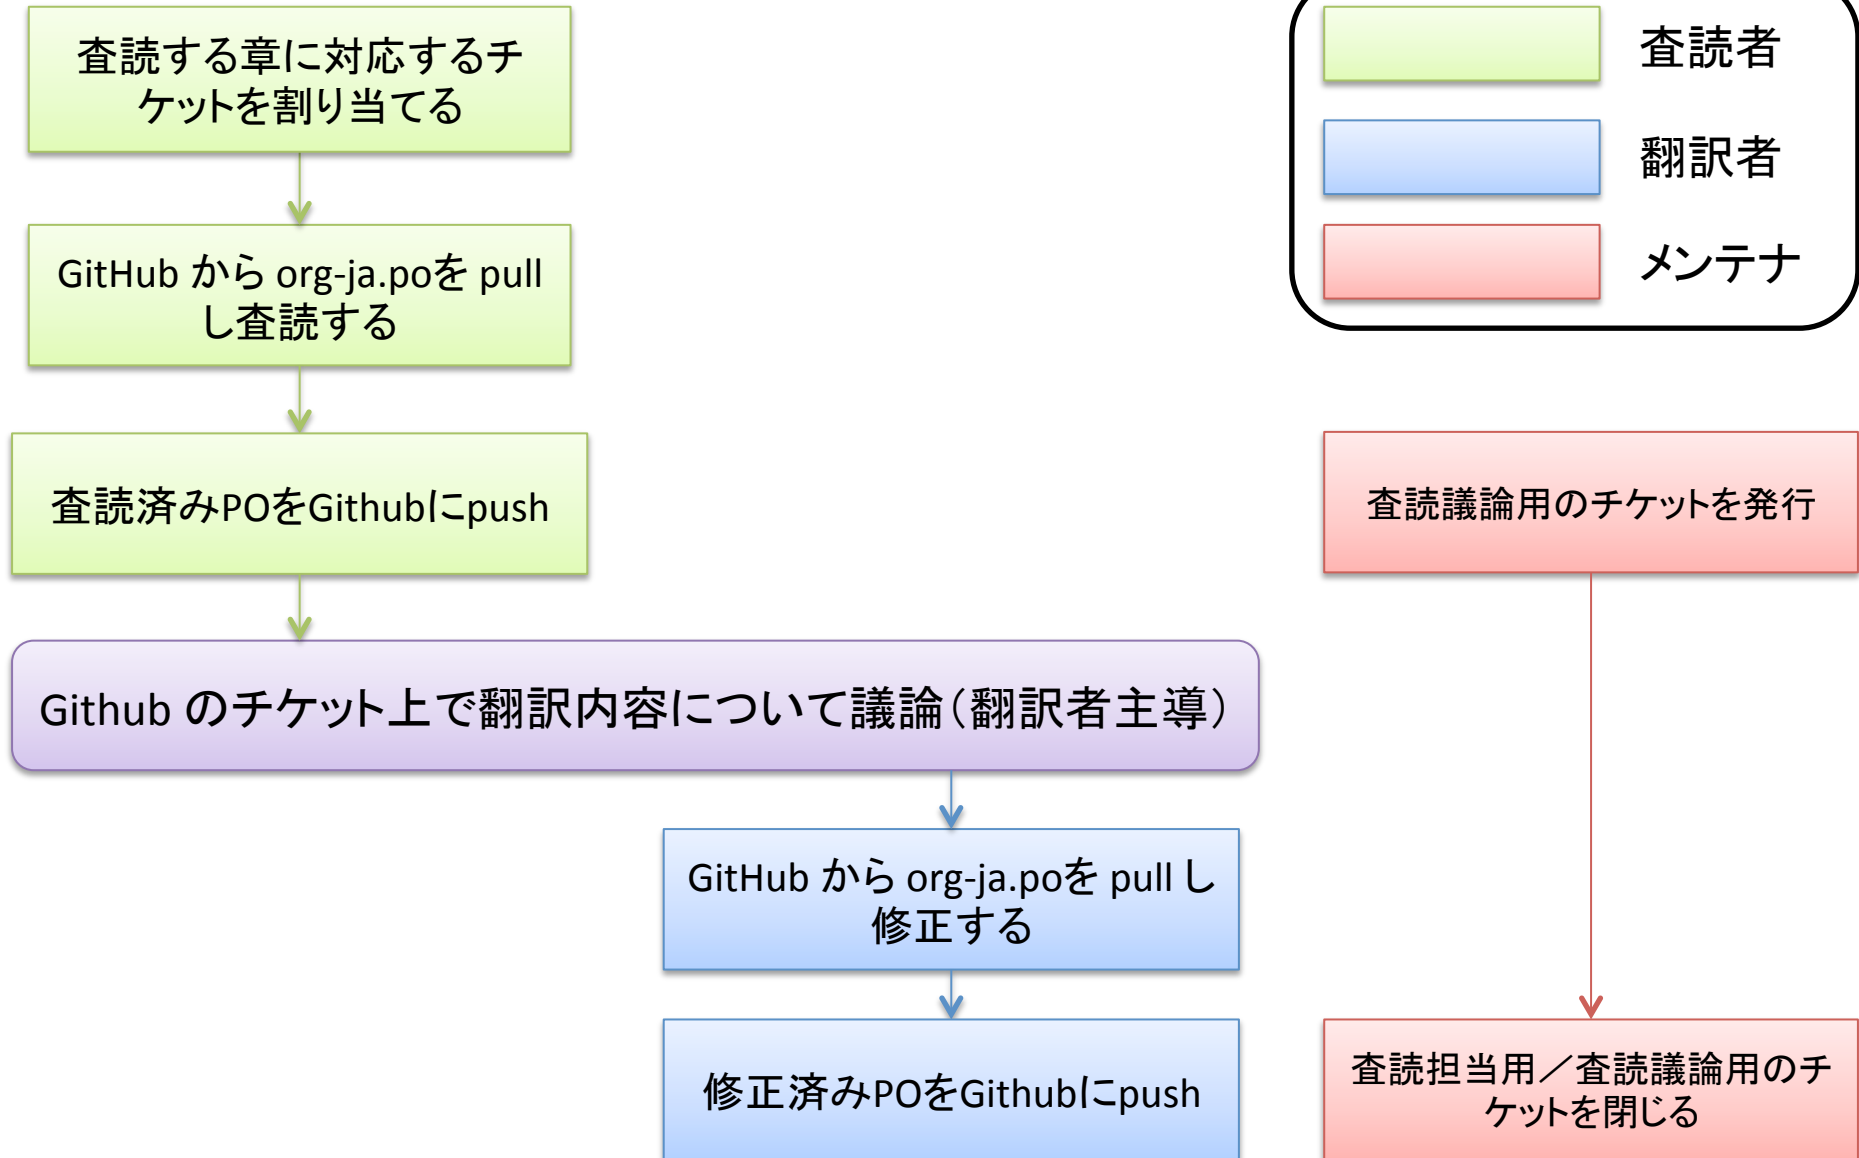 査読する章に対応するチ
ケットを割り当てる
査読者
翻訳者
メンテナ
GitHub から org-ja.poを pull
し査読する
査読済みPOをGithubにpush
査読議論用のチケットを発行
Github のチケット上で翻訳内容について議論（翻訳者主導）
GitHub から org-ja.poを pull し
修正する
修正済みPOをGithubにpush
査読担当用／査読議論用のチ
ケットを閉じる